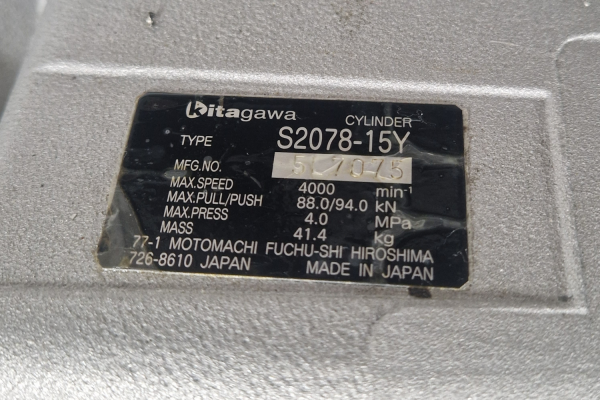 Kitagawa CYLINDER
TYPE S2078-15Y
MFG.NO.
MAX.SPEED 4000 min⁻¹
MAX.PULL/PUSH 88.0/94.0 kN
MAX.PRESS 4.0 MPa
MASS 41.4 kg
77-1 MOTOMACHI FUCHU-SHI HIROSHIMA
726-8610 JAPAN MADE IN JAPAN